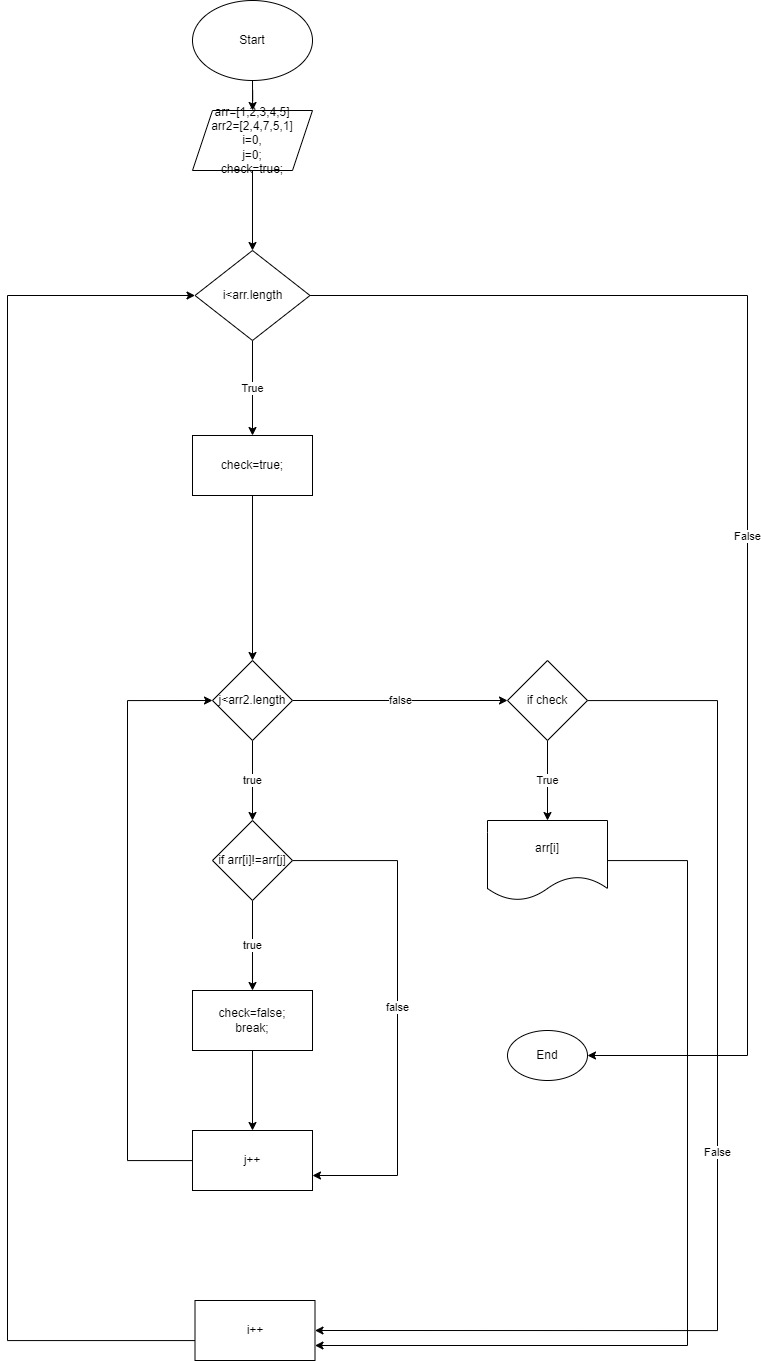 Start
arr=[1,2,3,4,5]
arr2=[2,4,7,5,1]
i=0,
j=0;
check=true;
i<arr.length
True
check=true;
False
j<arr2.length
false
if check
true
True
if arr[i]!=arr[j]
arr[i]
true
false
check=false;
break;
End
j++
False
i++